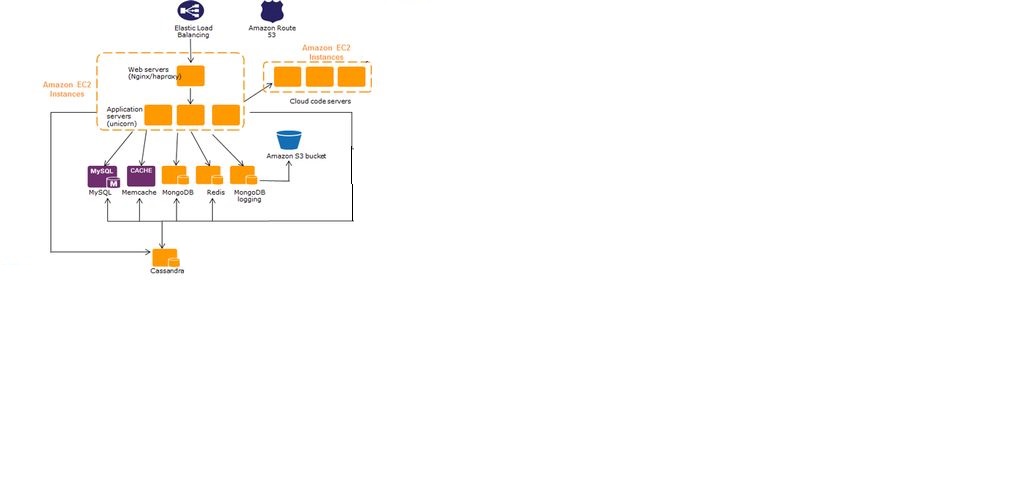 Elastic Load
Balancing
Amazon Route
53
Amazon EC2
Instances
Web servers
(Nginx/haproxy)
Amazon EC2
Instances
Cloud code servers
Application
servers
(unicorn)
Amazon S3 bucket
MySQL
M
CACHE
MySQL
Memcache
MongoDB
Redis
MongoDB
logging
Cassandra